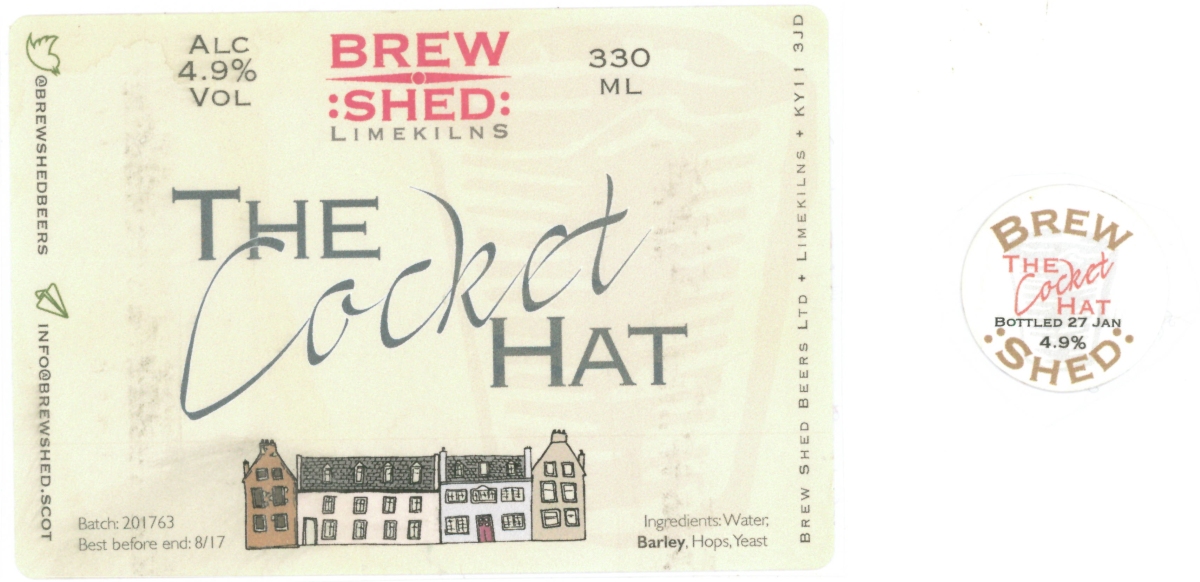 @BREWSHEDBEERS
INFO@BREWSHED.SCOT
ALC
4.9%
VOL
BREW
:SHED:
LIMEKILNS
330
ML
THE
Cocket
HAT
Batch: 201763
Best before end: 8/17
Ingredients: Water,
Barley, Hops, Yeast
BREW SHED BEERS LTD + LIMEKILNS + KY11 3JD
BREW
THE
Cocket
HAT
BOTTLED 27 JAN
4.9%
:SHED: